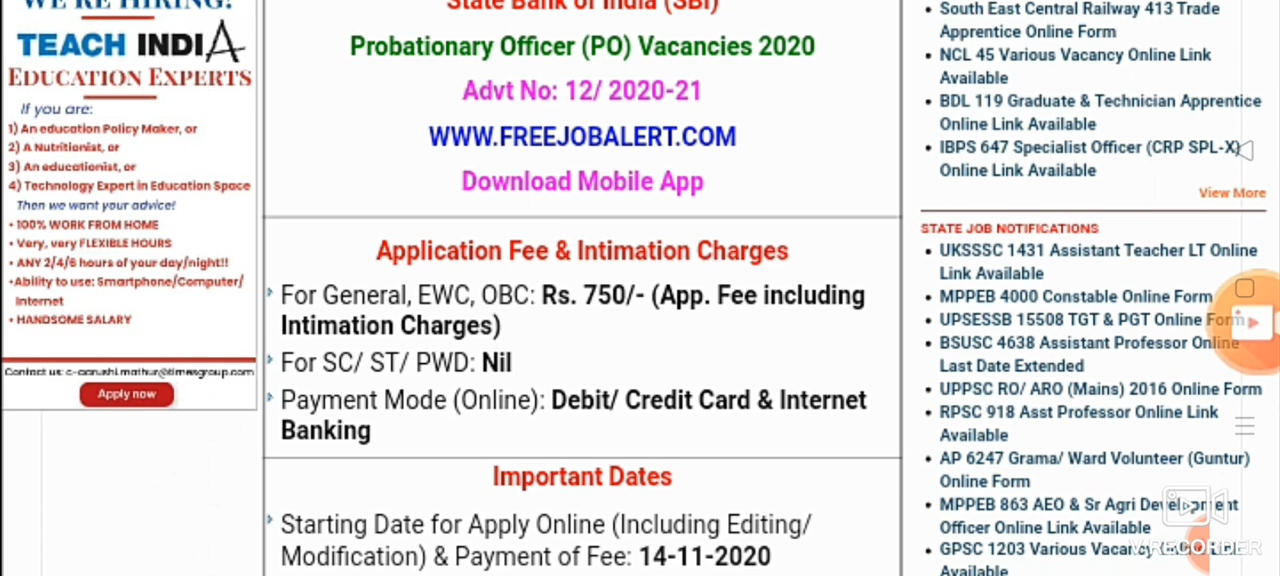 WE'RE HIRING!
TEACH INDIA
EDUCATION EXPERTS
If you are:
1) An education Policy Maker, or
2) A Nutritionist, or
3) An educationist, or
4) Technology Expert in Education Space
Then we want your advice!
• 100% WORK FROM HOME
• Very, very FLEXIBLE HOURS
• ANY 2/4/6 hours of your day/night!!
•Ability to use: Smartphone/Computer/
Internet
• HANDSOME SALARY
Contact us: c-aarushi.mathur@timesgroup.com
Apply now
State Bank of India (SBI)
Probationary Officer (PO) Vacancies 2020
Advt No: 12/ 2020-21
WWW.FREEJOBALERT.COM
Download Mobile App
Application Fee & Intimation Charges
For General, EWC, OBC: Rs. 750/- (App. Fee including
Intimation Charges)
For SC/ ST/ PWD: Nil
Payment Mode (Online): Debit/ Credit Card & Internet
Banking
Important Dates
Starting Date for Apply Online (Including Editing/
Modification) & Payment of Fee: 14-11-2020
South East Central Railway 413 Trade
Apprentice Online Form
• NCL 45 Various Vacancy Online Link
Available
• BDL 119 Graduate & Technician Apprentice
Online Link Available
• IBPS 647 Specialist Officer (CRP SPL-X)
Online Link Available
View More
STATE JOB NOTIFICATIONS
• UKSSSC 1431 Assistant Teacher LT Online
Link Available
• MPPEB 4000 Constable Online Form
• UPSESSB 15508 TGT & PGT Online Form
• BSUSC 4638 Assistant Professor Online
Last Date Extended
• UPPSC RO/ ARO (Mains) 2016 Online Form
• RPSC 918 Asst Professor Online Link
Available
• AP 6247 Grama/ Ward Volunteer (Guntur)
Online Form
• MPPEB 863 AEO & Sr Agri Development
Officer Online Link Available
• GPSC 1203 Various Vacancy Link
Available
VRECORDER